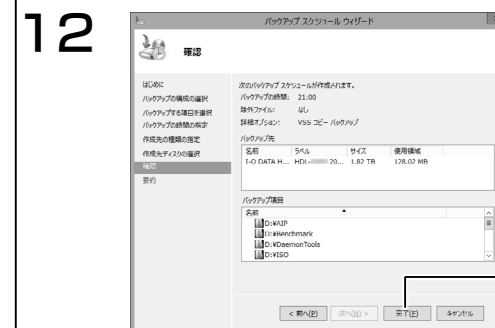 12
バックアップ スケジュール ウィザード
確認
はじめに
バックアップの構成の選択
バックアップする項目を選択
バックアップの時間の指定
作成先の種類の指定
作成先ディスクの選択
確認
要約
次のバックアップ スケジュールが作成されます。
バックアップの時間: 21:00
除外ファイル: なし
詳細オプション: VSS コピー バックアップ
バックアップ先
名前 ラベル サイズ 使用領域
I-O DATA H... HDL- 20... 1.82 TB 128.02 MB
バックアップ項目
名前
D:¥AIP
D:¥Benchmark
D:¥DaemonTools
D:¥ISO
< 前へ(P) 次へ(N) > 完了(F) キャンセル